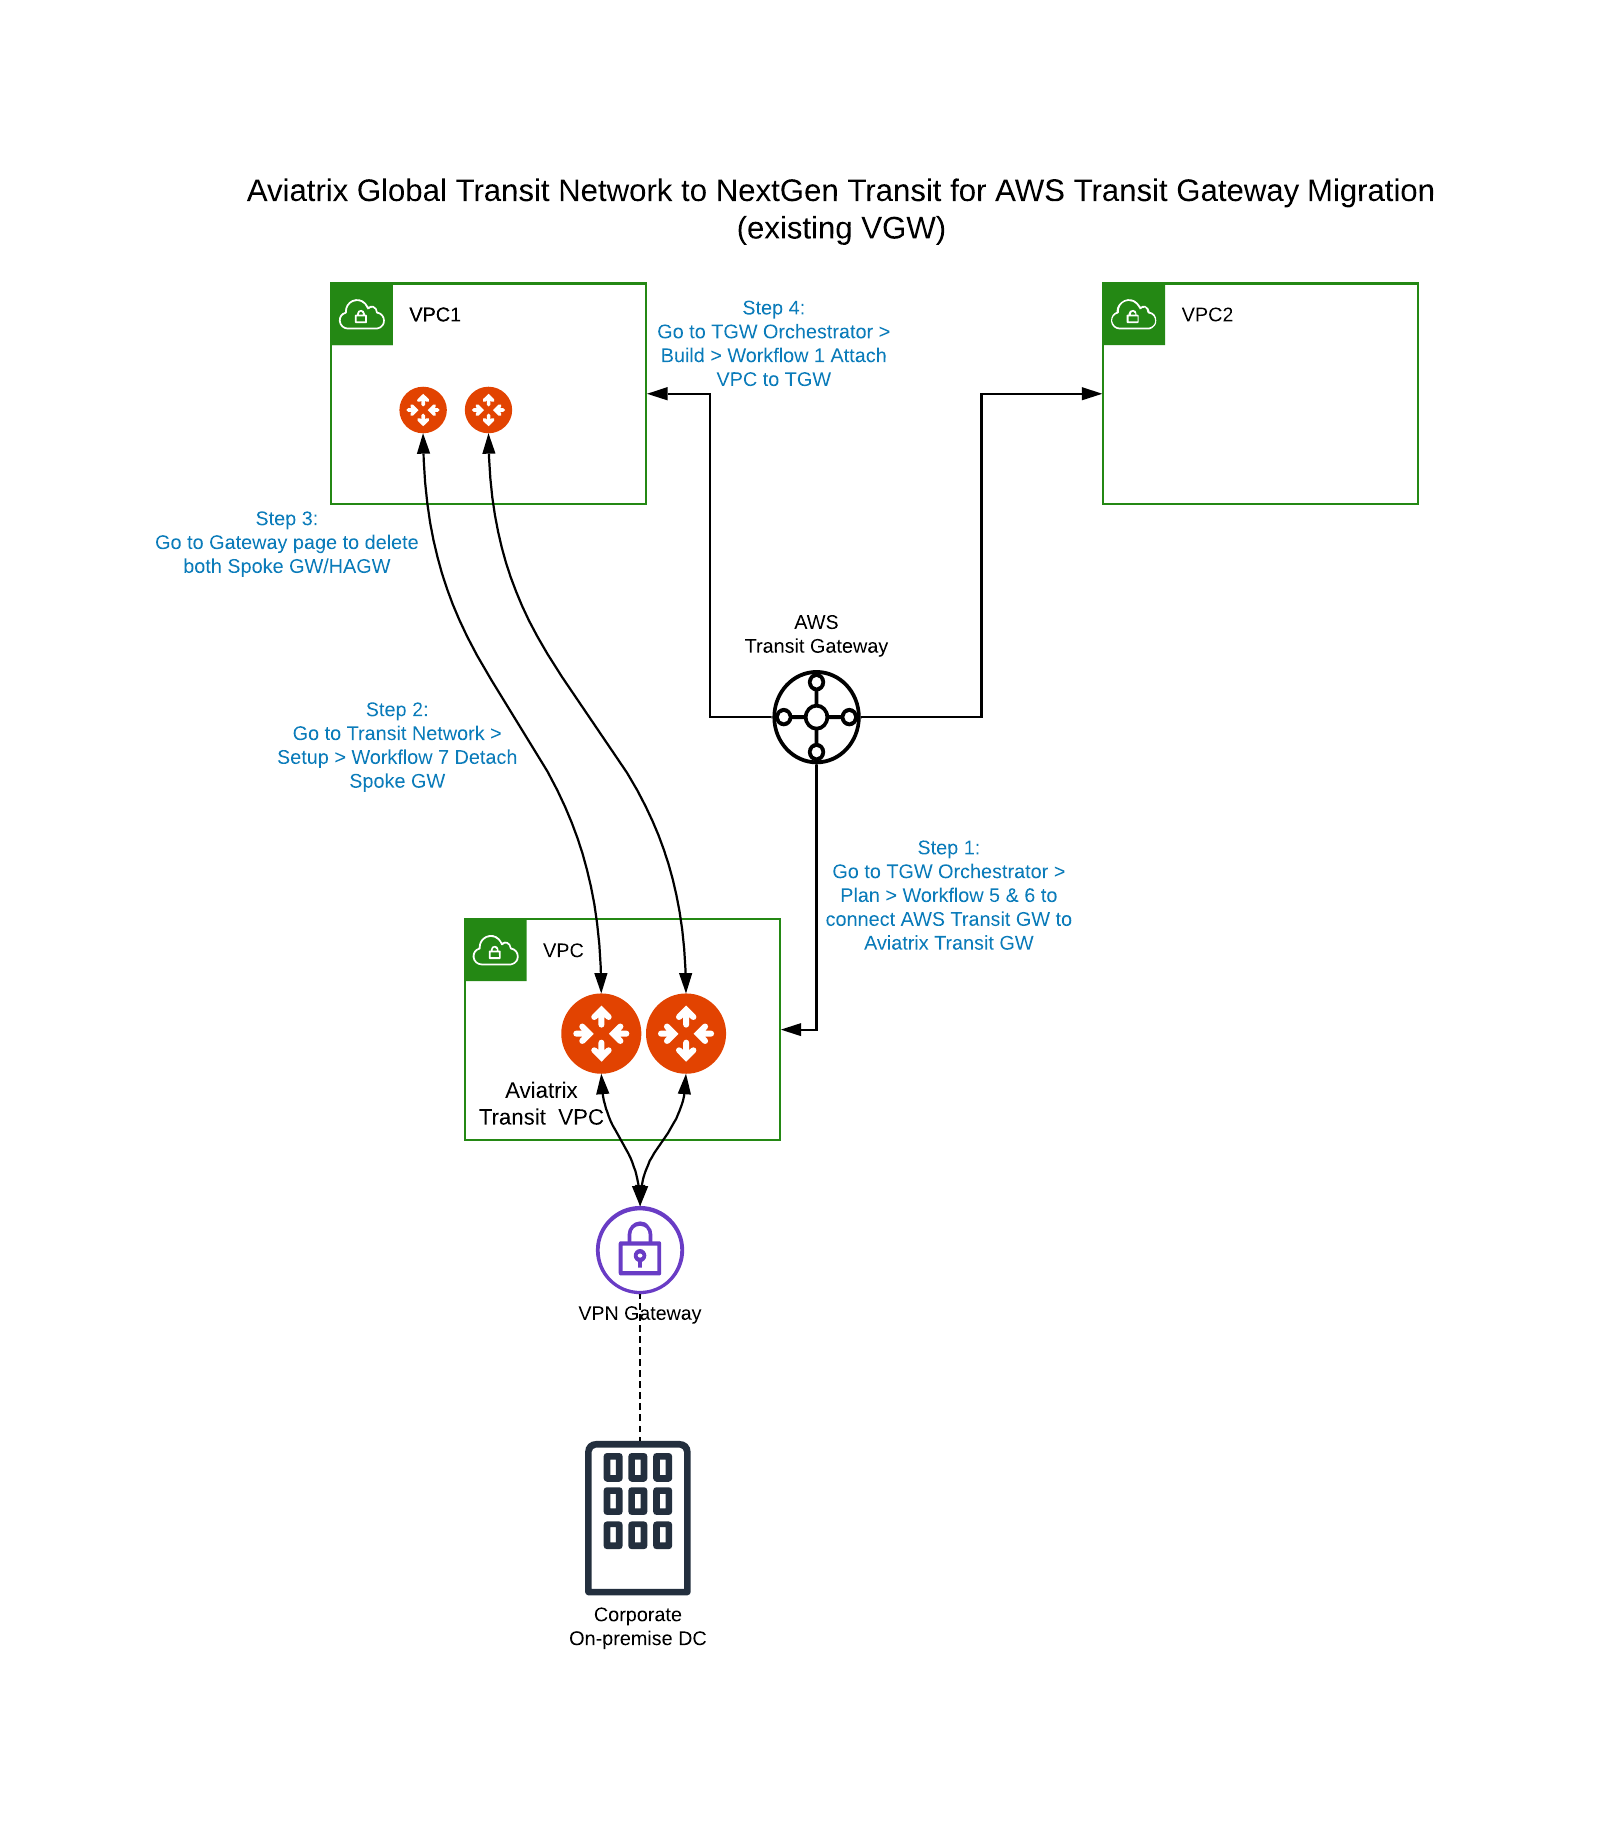 Aviatrix Global Transit Network to NextGen Transit for AWS Transit Gateway Migration
(existing VGW)
VPC1
Step 4:
Go to TGW Orchestrator >
Build > Workflow 1 Attach
VPC to TGW
VPC2
Step 3:
Go to Gateway page to delete
both Spoke GW/HAGW
AWS
Transit Gateway
Step 2:
Go to Transit Network >
Setup > Workflow 7 Detach
Spoke GW
Step 1:
Go to TGW Orchestrator >
Plan > Workflow 5 & 6 to
connect AWS Transit GW to
Aviatrix Transit GW
VPC
Aviatrix
Transit VPC
VPN Gateway
Corporate
On-premise DC